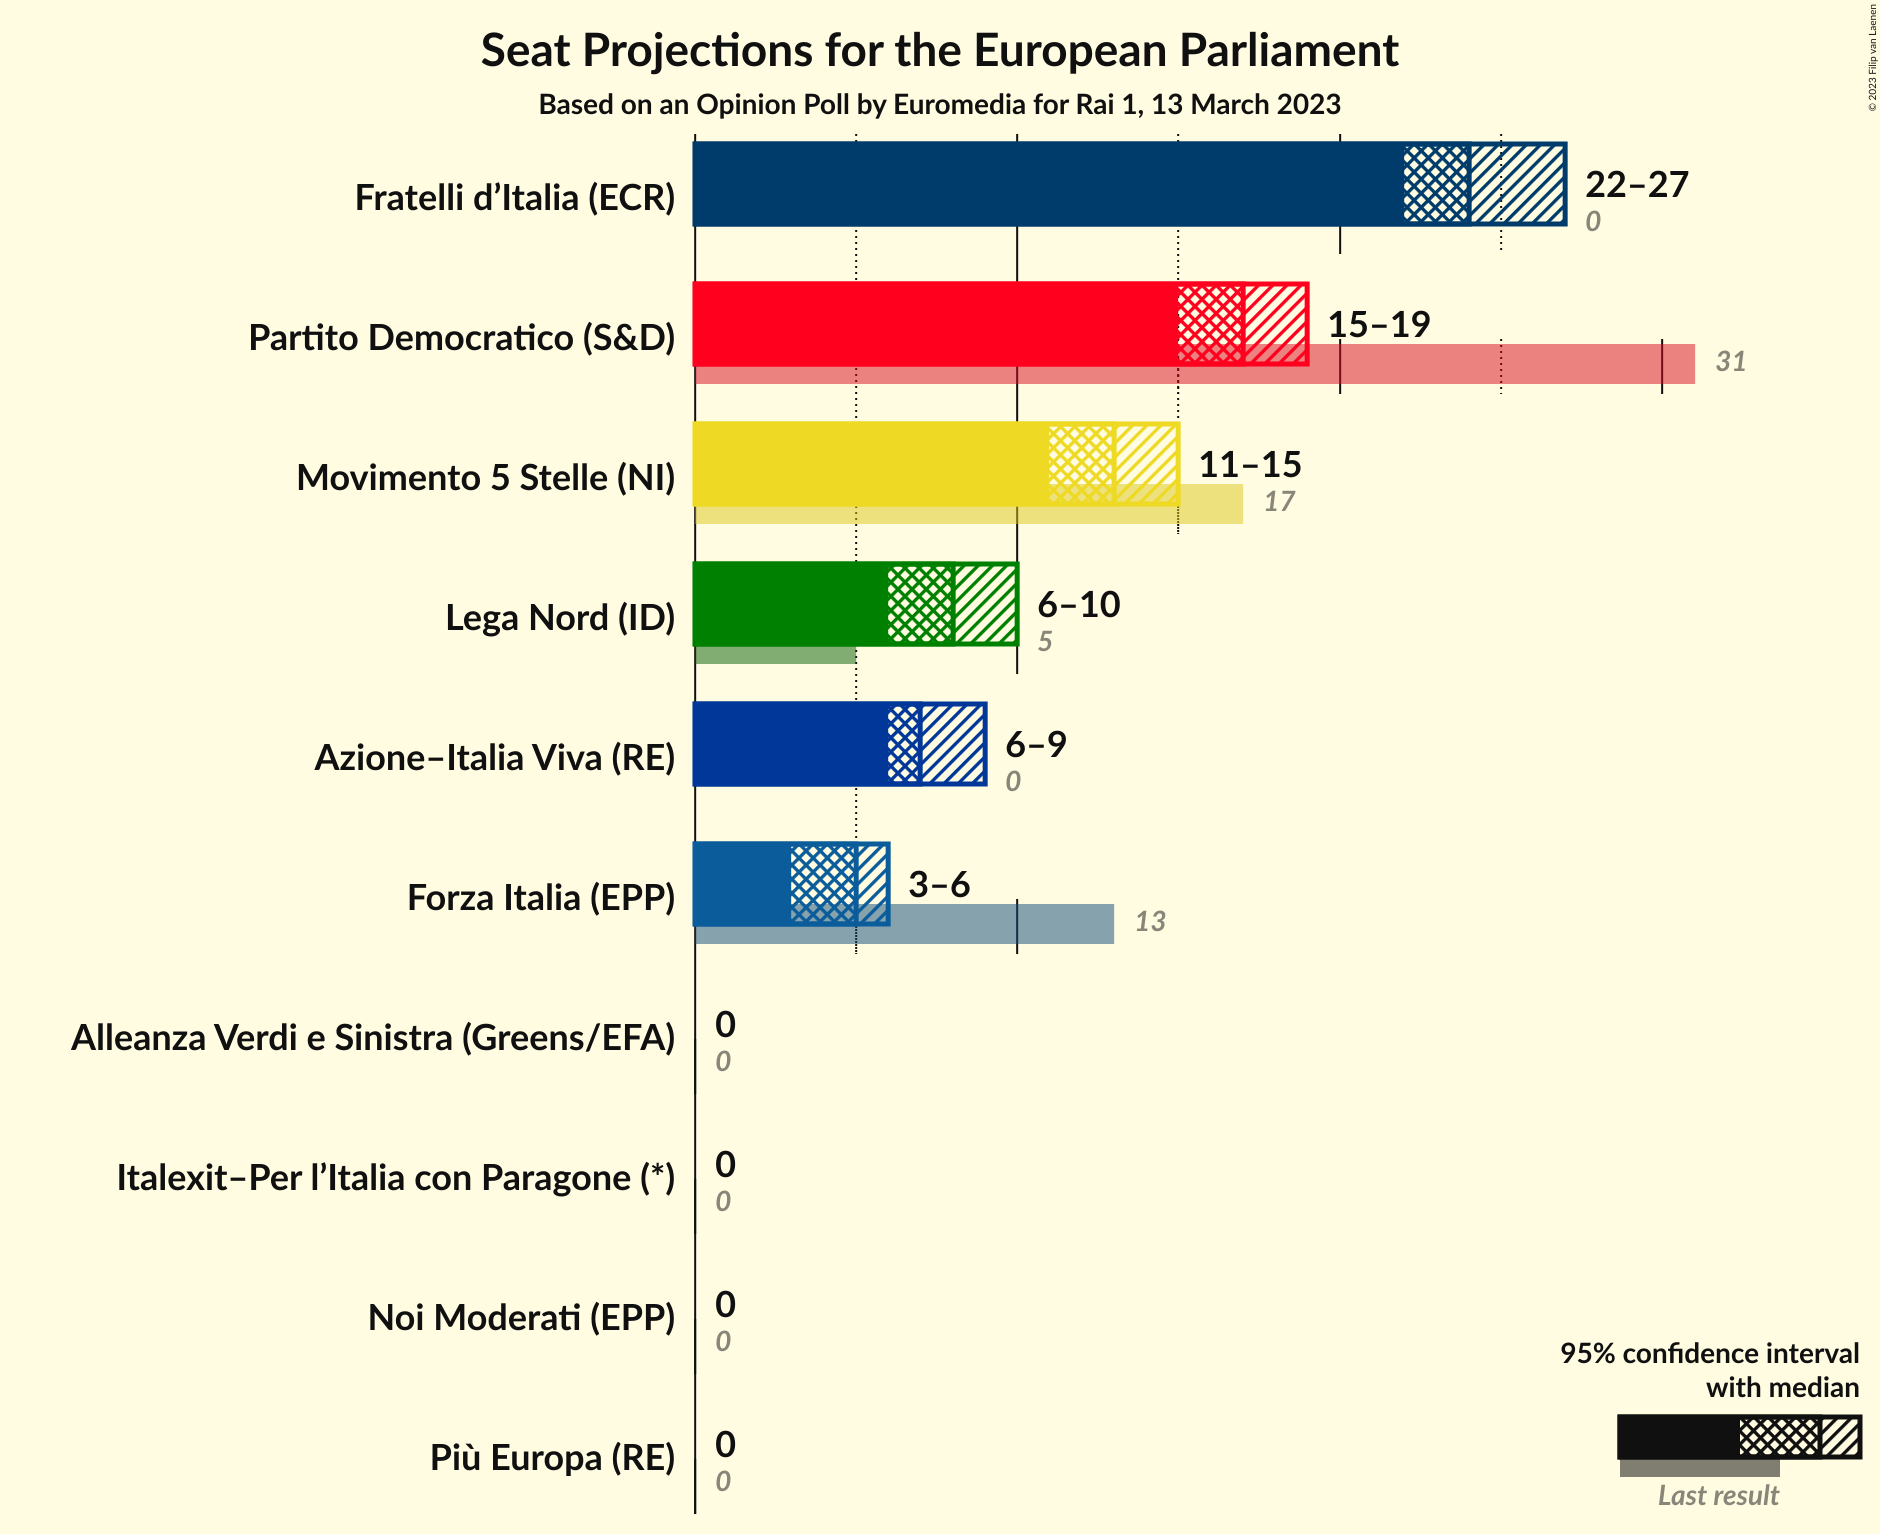 Seat Projections for the European Parliament
Based on an Opinion Poll by Euromedia for Rai 1, 13 March 2023
© 2023 Filip van Laenen
Fratelli d’Italia (ECR)
22–27
0
Partito Democratico (S&D)
15–19
31
Movimento 5 Stelle (NI)
11–15
17
Lega Nord (ID)
6–10
5
Azione–Italia Viva (RE)
6–9
0
Forza Italia (EPP)
3–6
13
Alleanza Verdi e Sinistra (Greens/EFA)
0
0
Italexit–Per l’Italia con Paragone (*)
0
0
Noi Moderati (EPP)
0
0
Più Europa (RE)
0
0
95% confidence interval
with median
Last result